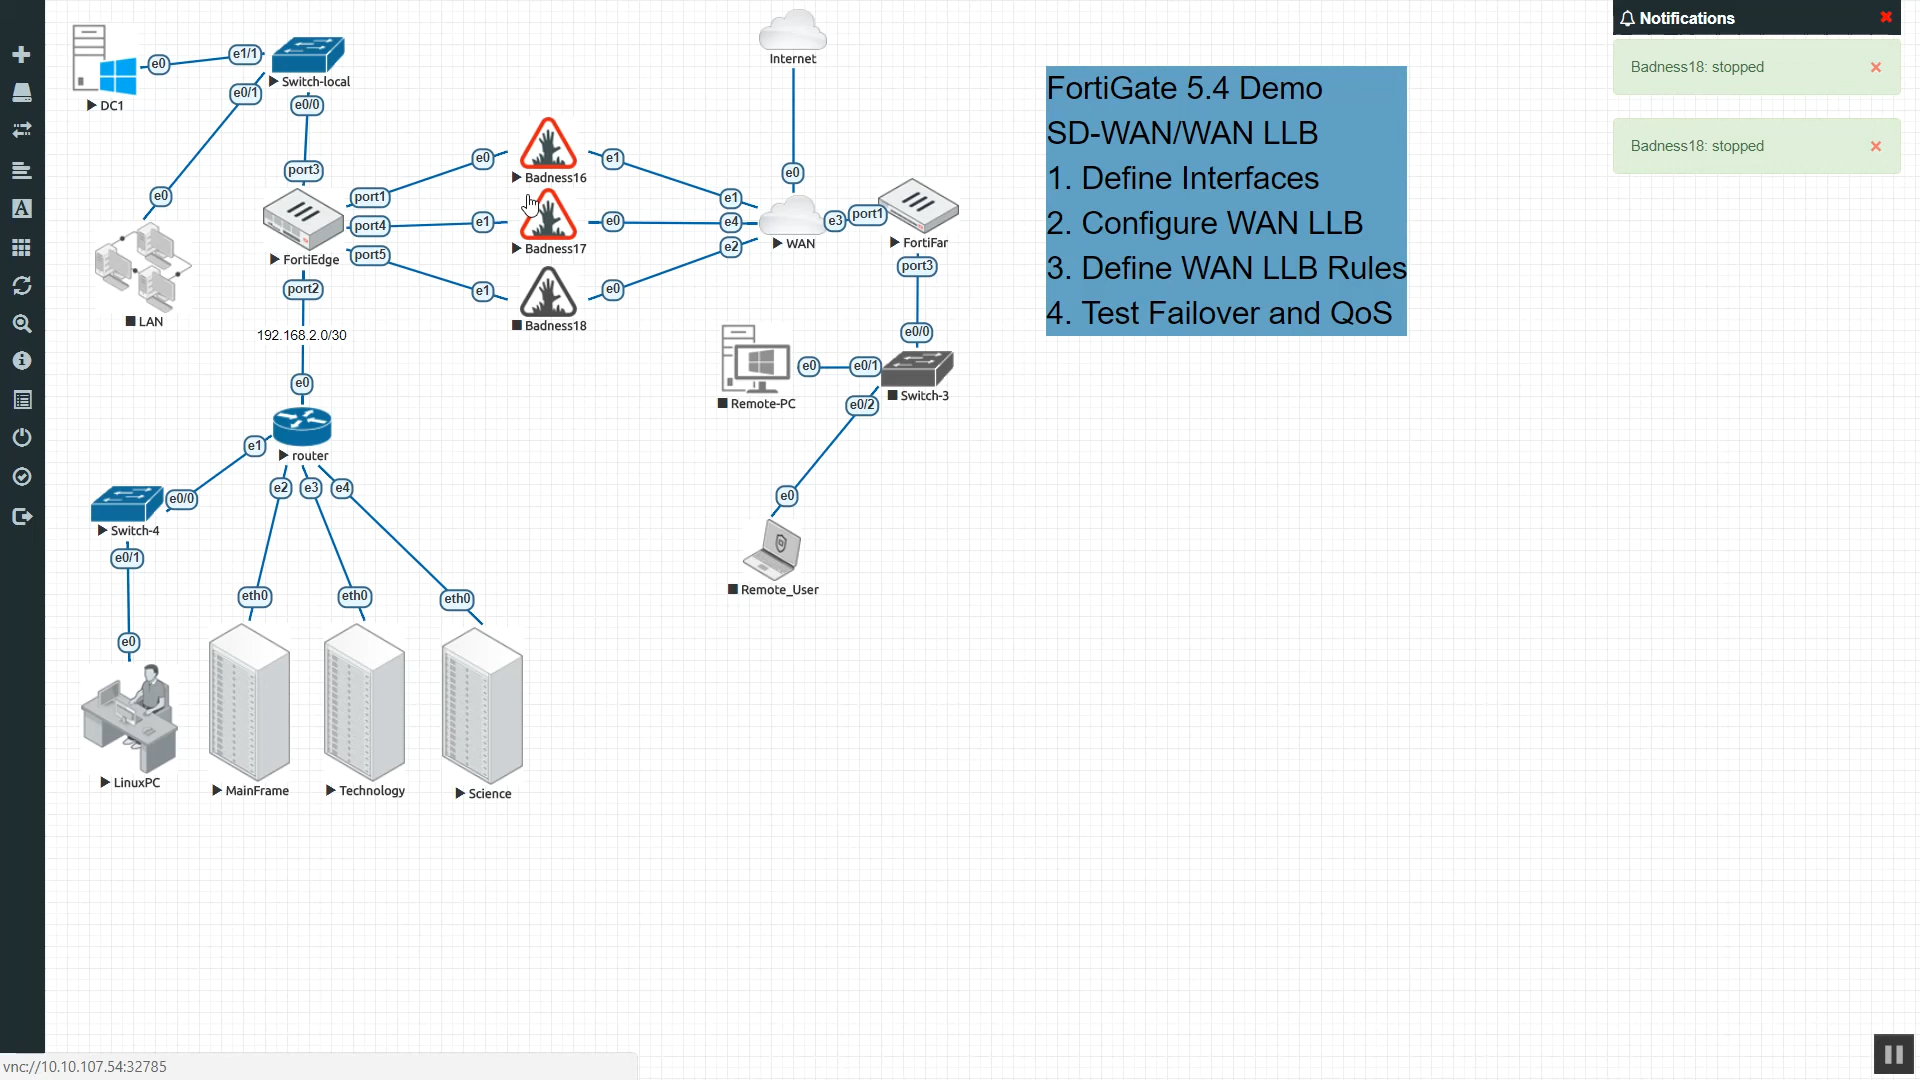 Notifications
Badness18: stopped
Badness18: stopped
FortiGate 5.4 Demo
SD-WAN/WAN LLB
1. Define Interfaces
2. Configure WAN LLB
3. Define WAN LLB Rules
4. Test Failover and QoS
DC1
e0
e1/1
Switch-local
e0/1
e0/0
e0
LAN
port3
port1
port4
port5
FortiEdge
port2
192.168.2.0/30
e0
router
e0
Badness16
e1
e1
Badness17
e0
e1
Badness18
e0
Internet
e0
e1
e4
e2
WAN
e3
port1
FortiFar
port3
e0/0
Remote-PC
e0
e0/1
Switch-3
e0/2
e0
Remote_User
e1
e0/0
Switch-4
e0/1
e0
LinuxPC
e2
e3
e4
eth0
eth0
eth0
MainFrame
Technology
Science
vnc://10.10.107.54:32785